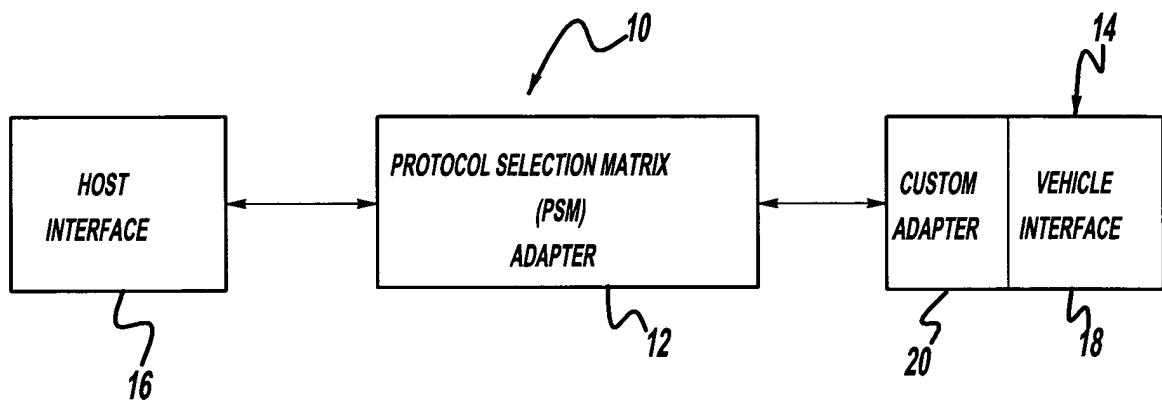 10
14
HOST
INTERFACE
PROTOCOL SELECTION MATRIX
(PSM)
ADAPTER
CUSTOM
ADAPTER
VEHICLE
INTERFACE
16
12
20
18